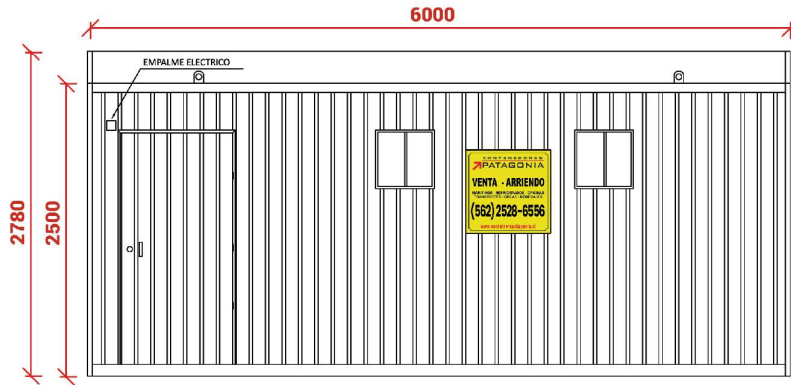 6000
EMPALME ELECTRICO
2780
2500
CONTENEDORES
PATAGONIA
VENTA - ARRIENDO
(562) 2528-6556